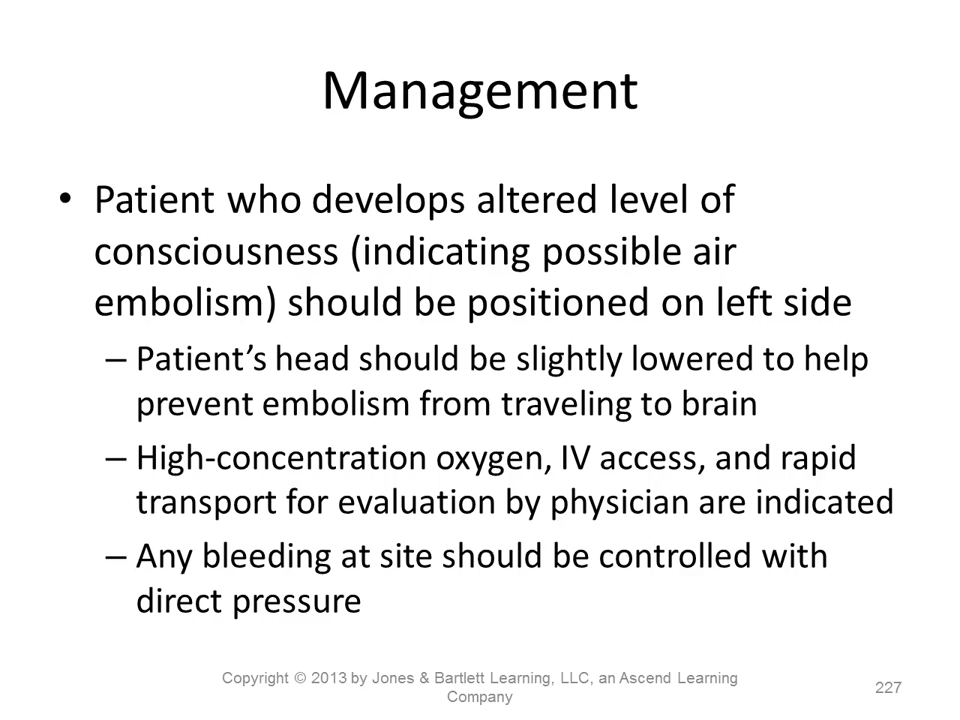 Management
• Patient who develops altered level of
consciousness (indicating possible air
embolism) should be positioned on left side
– Patient’s head should be slightly lowered to help
prevent embolism from traveling to brain
– High-concentration oxygen, IV access, and rapid
transport for evaluation by physician are indicated
– Any bleeding at site should be controlled with
direct pressure
Copyright © 2013 by Jones & Bartlett Learning, LLC, an Ascend Learning
Company
227